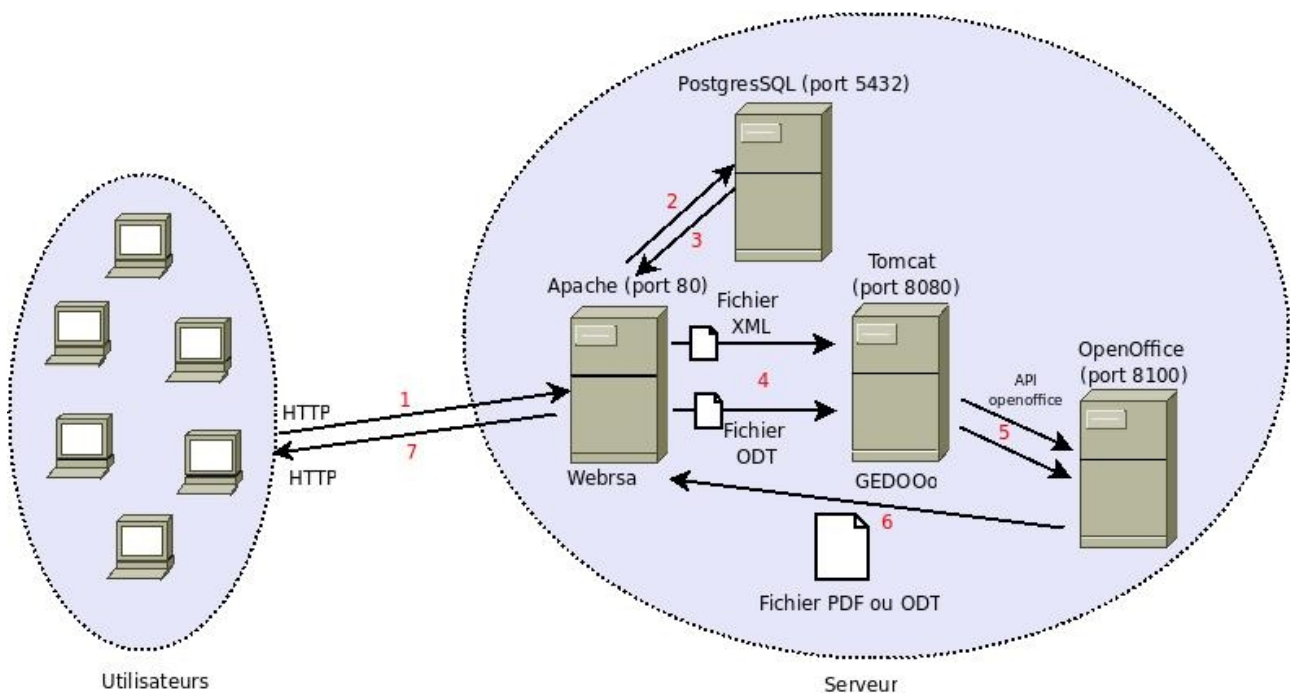 PostgresSQL (port 5432)
2
3
Apache (port 80)
Fichier
XML
Tomcat
(port 8080)
OpenOffice
(port 8100)
API
openoffice
HTTP
1
4
5
HTTP
7
Fichier
ODT
Webrsa
GEDOOo
6
Fichier PDF ou ODT
Utilisateurs
Serveur